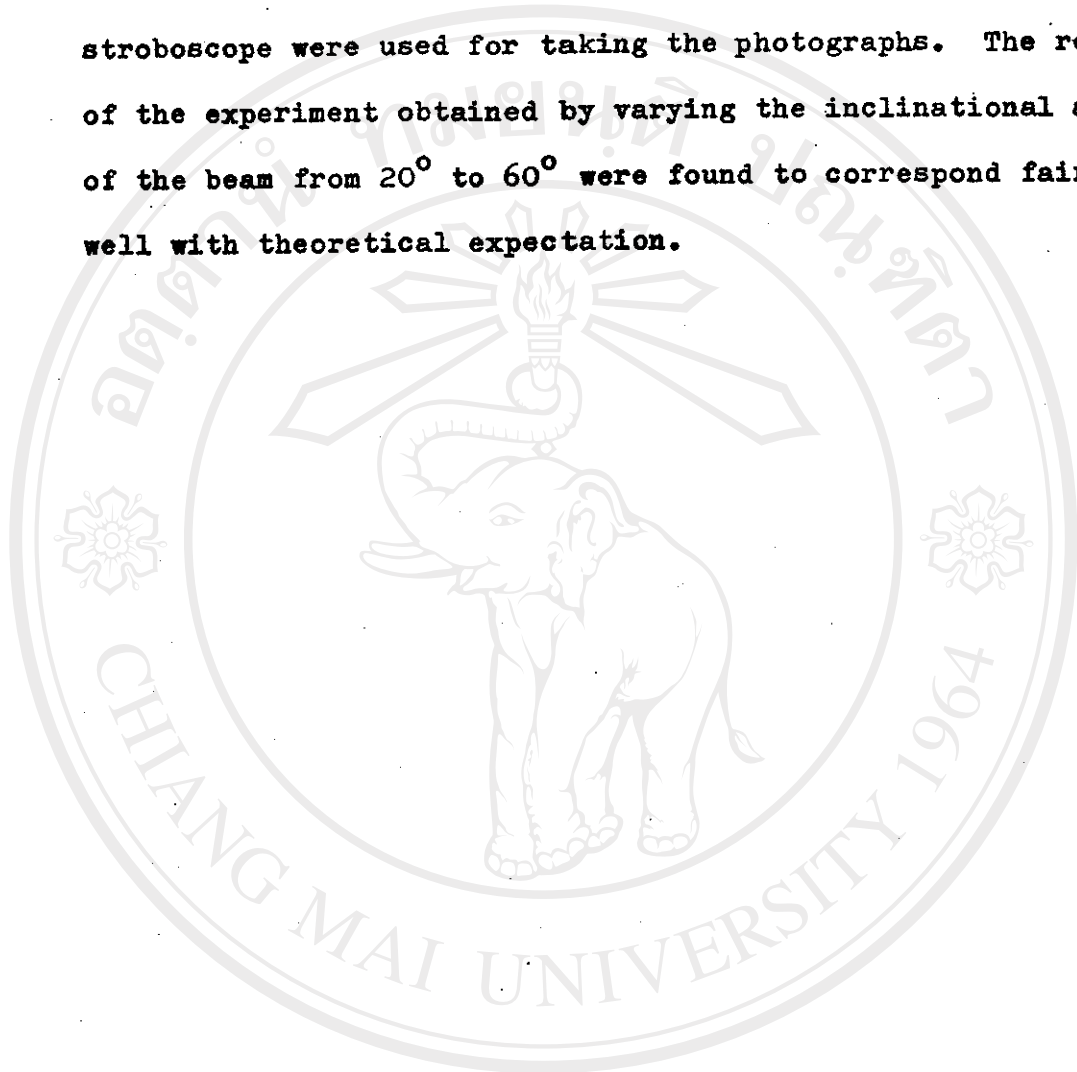 stroboscope were used for taking the photographs. The
of the experiment obtained by varying the inclinational
of the beam from 20° to 60° were found to correspond
well with theoretical expectation.
CHIANG MAI UNIVERSITY 1964